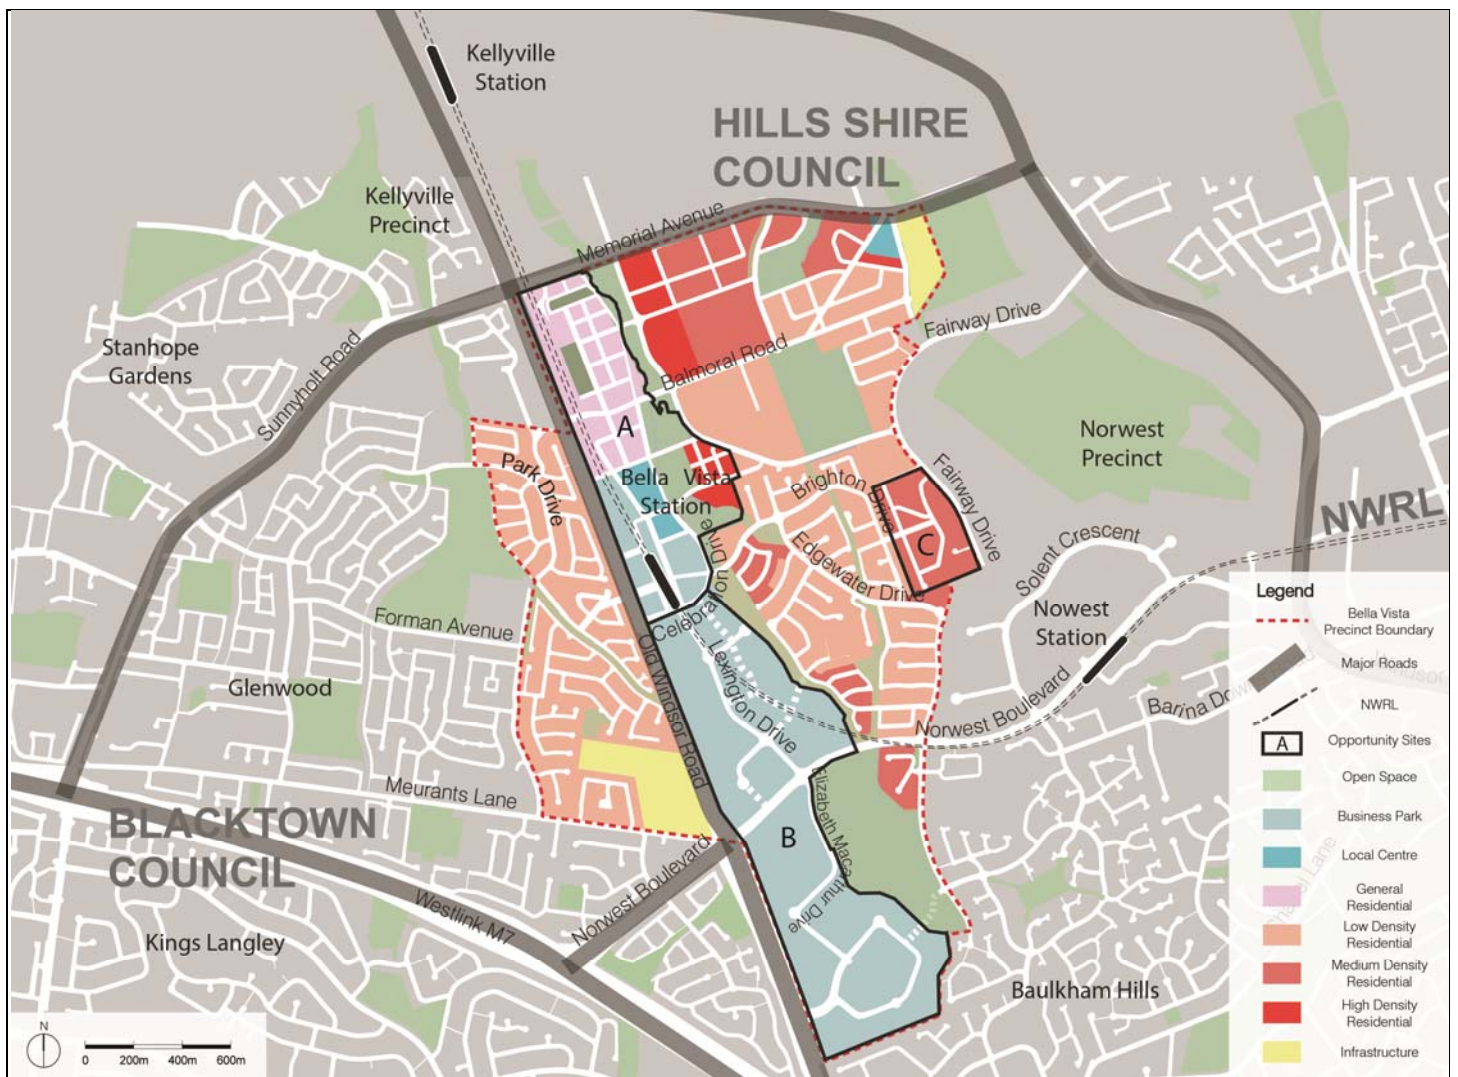 Kellyville
Station
HILLS SHIRE
COUNCIL
Kellyville
Precinct
Memorial Avenue
Fairway Drive
Stanhope
Gardens
Sunnyholt Road
Balmoral Road
A
Norwest
Precinct
Park Drive
Bella Vista
Station
Brighton Drive
Fairway Drive
NWRL
C
Solent Crescent
Edgewater Drive
Celebration Drive
Nowest
Station
Forman Avenue
Glenwood
Old Windsor Road
Lexington Drive
Norwest Boulevard
Meurants Lane
BLACKTOWN
COUNCIL
B
Elizabeth Macarthur Drive
Norwest Boulevard
Westlink M7
Kings Langley
Baulkham Hills
N
0 200m 400m 600m
Legend
Bella Vista
Precinct Boundary
Major Roads
NWRL
A
Opportunity Sites
Open Space
Business Park
Local Centre
General
Residential
Low Density
Residential
Medium Density
Residential
High Density
Residential
Infrastructure